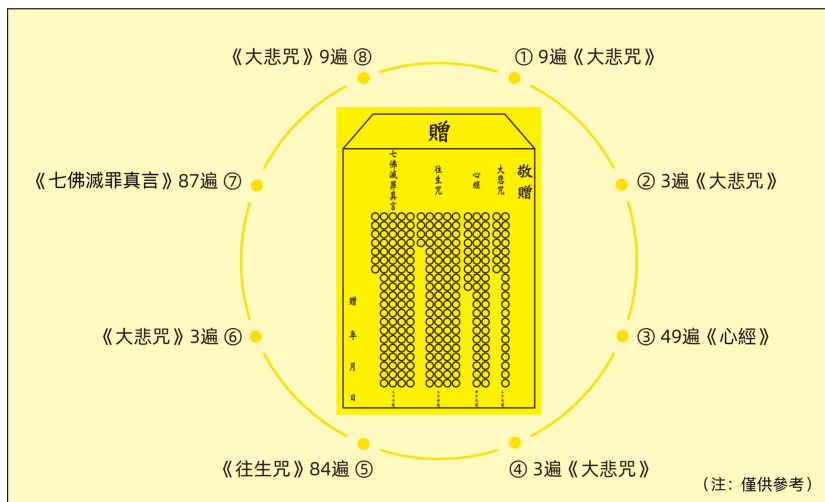 ① 9遍《大悲咒》
② 3遍《大悲咒》
③ 49遍《心經》
④ 3遍《大悲咒》
《往生咒》84遍 ⑤
《大悲咒》3遍 ⑥
《七佛滅罪真言》87遍 ⑦
《大悲咒》9遍 ⑧
贈
敬贈
大悲咒
心經
往生咒
七佛滅罪真言
贈 年 月 日
（注：僅供參考）